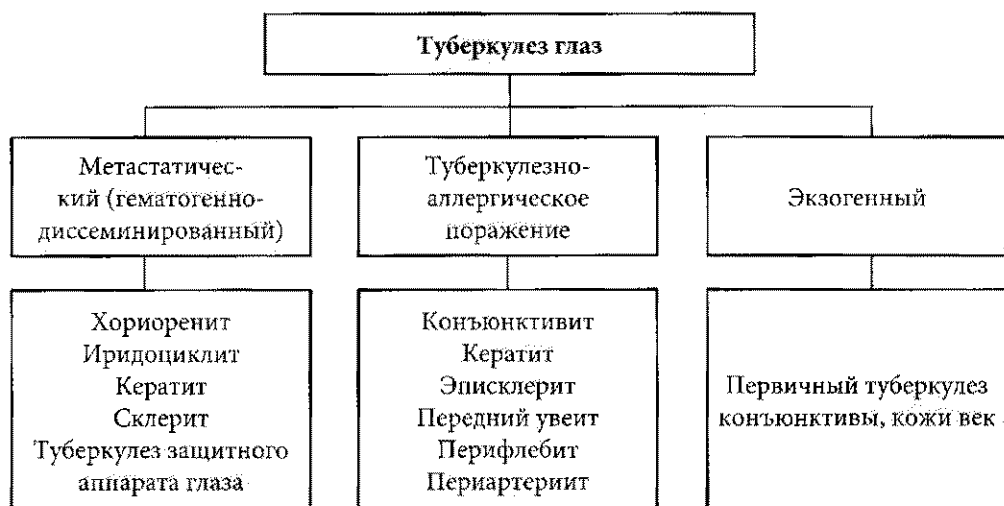 Туберкулез глаз
Метастатичес-
кий (гематогенно-
диссеминированный)
Туберкулезно-
аллергическое
поражение
Экзогенный
Хориоренит
Иридоциклит
Кератит
Склерит
Туберкулез защитного
аппарата глаза
Конъюнктивит
Кератит
Эписклерит
Передний увеит
Перифлебит
Периартериит
Первичный туберкулез
конъюнктивы, кожи век